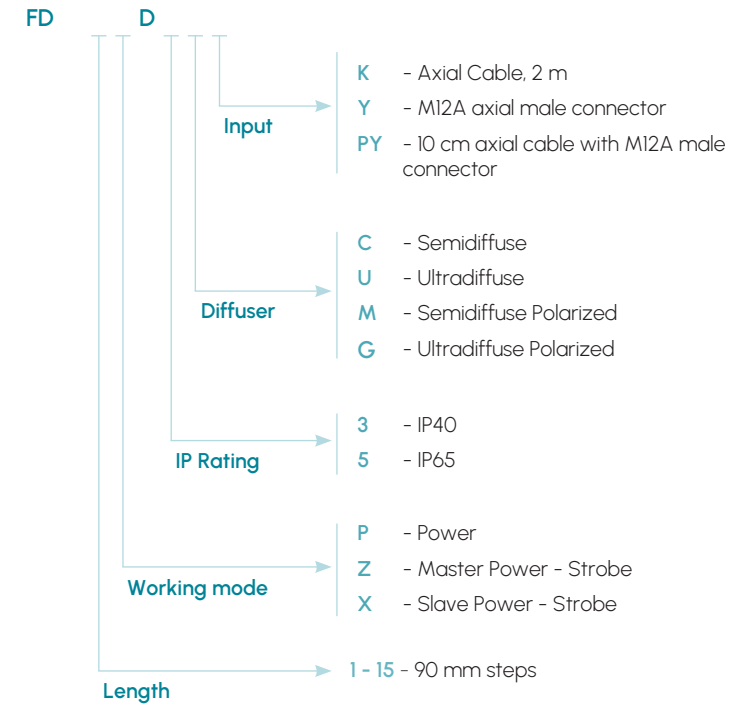 FD D
K - Axial Cable, 2 m
Y - M12A axial male connector
PY - 10 cm axial cable with M12A male
connector
Input
C - Semidiffuse
U - Ultradiffuse
M - Semidiffuse Polarized
G - Ultradiffuse Polarized
Diffuser
3 - IP40
5 - IP65
IP Rating
P - Power
Z - Master Power - Strobe
X - Slave Power - Strobe
Working mode
1 - 15 - 90 mm steps
Length